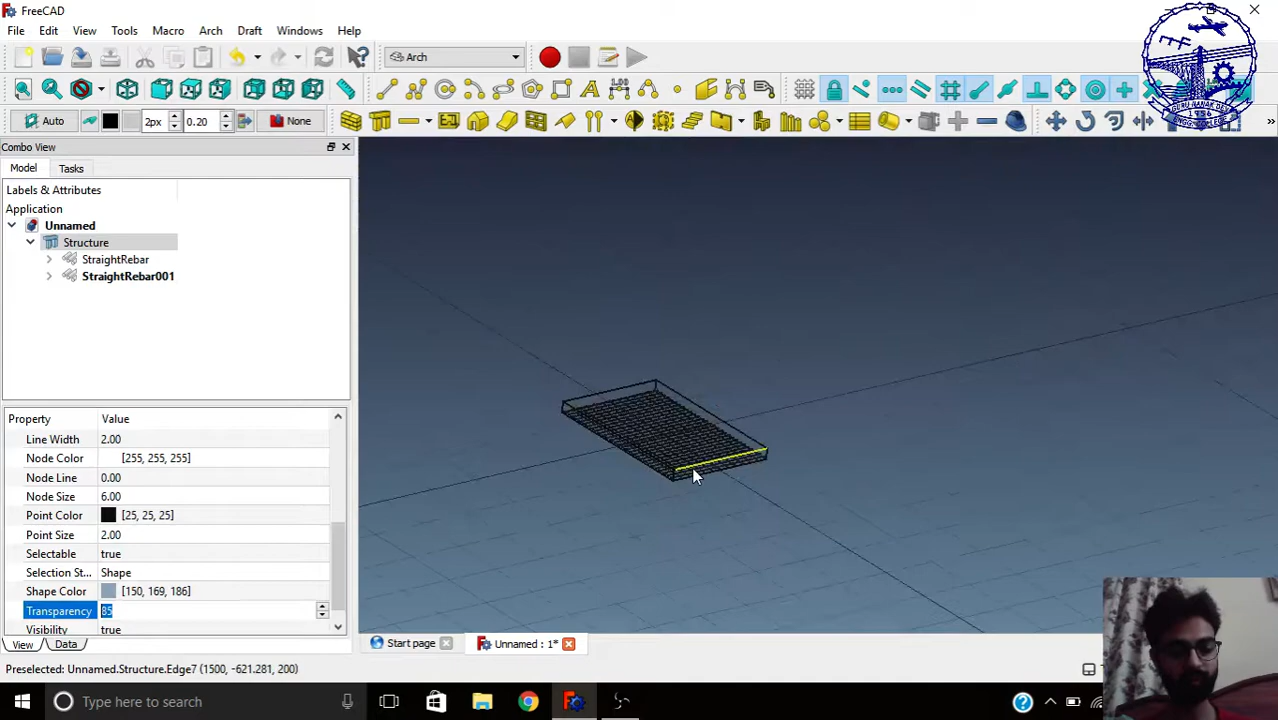 FreeCAD
File Edit View Tools Macro Arch Draft Windows Help
Arch
Auto 2px 0.20 None »
Combo View
Model Tasks
Labels & Attributes
Application
Unnamed
Structure
StraightRebar
StraightRebar001
Property Value
Line Width 2.00
Node Color [255, 255, 255]
Node Line 0.00
Node Size 6.00
Point Color [25, 25, 25]
Point Size 2.00
Selectable true
Selection St... Shape
Shape Color [150, 169, 186]
Transparency 85
Visibility true
View Data
Start page Unnamed : 1*
Preselected: Unnamed.Structure.Edge7 (1500, -621.281, 200)
Type here to search